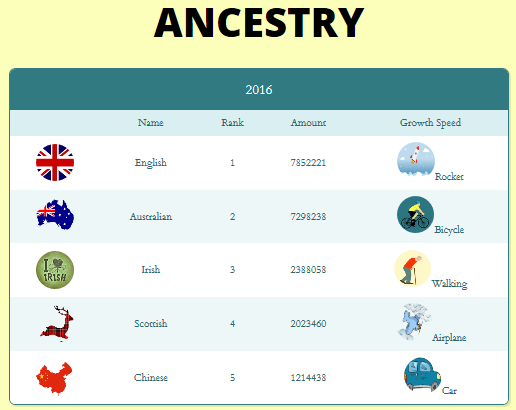 ANCESTRY
2016
Name Rank Amount Growth Speed
English 1 7852221 Rocket
Australian 2 7298238 Bicycle
I ☘
IRISH
Irish 3 2388058 Walking
Scottish 4 2023460 Airplane
Chinese 5 1214438 Car